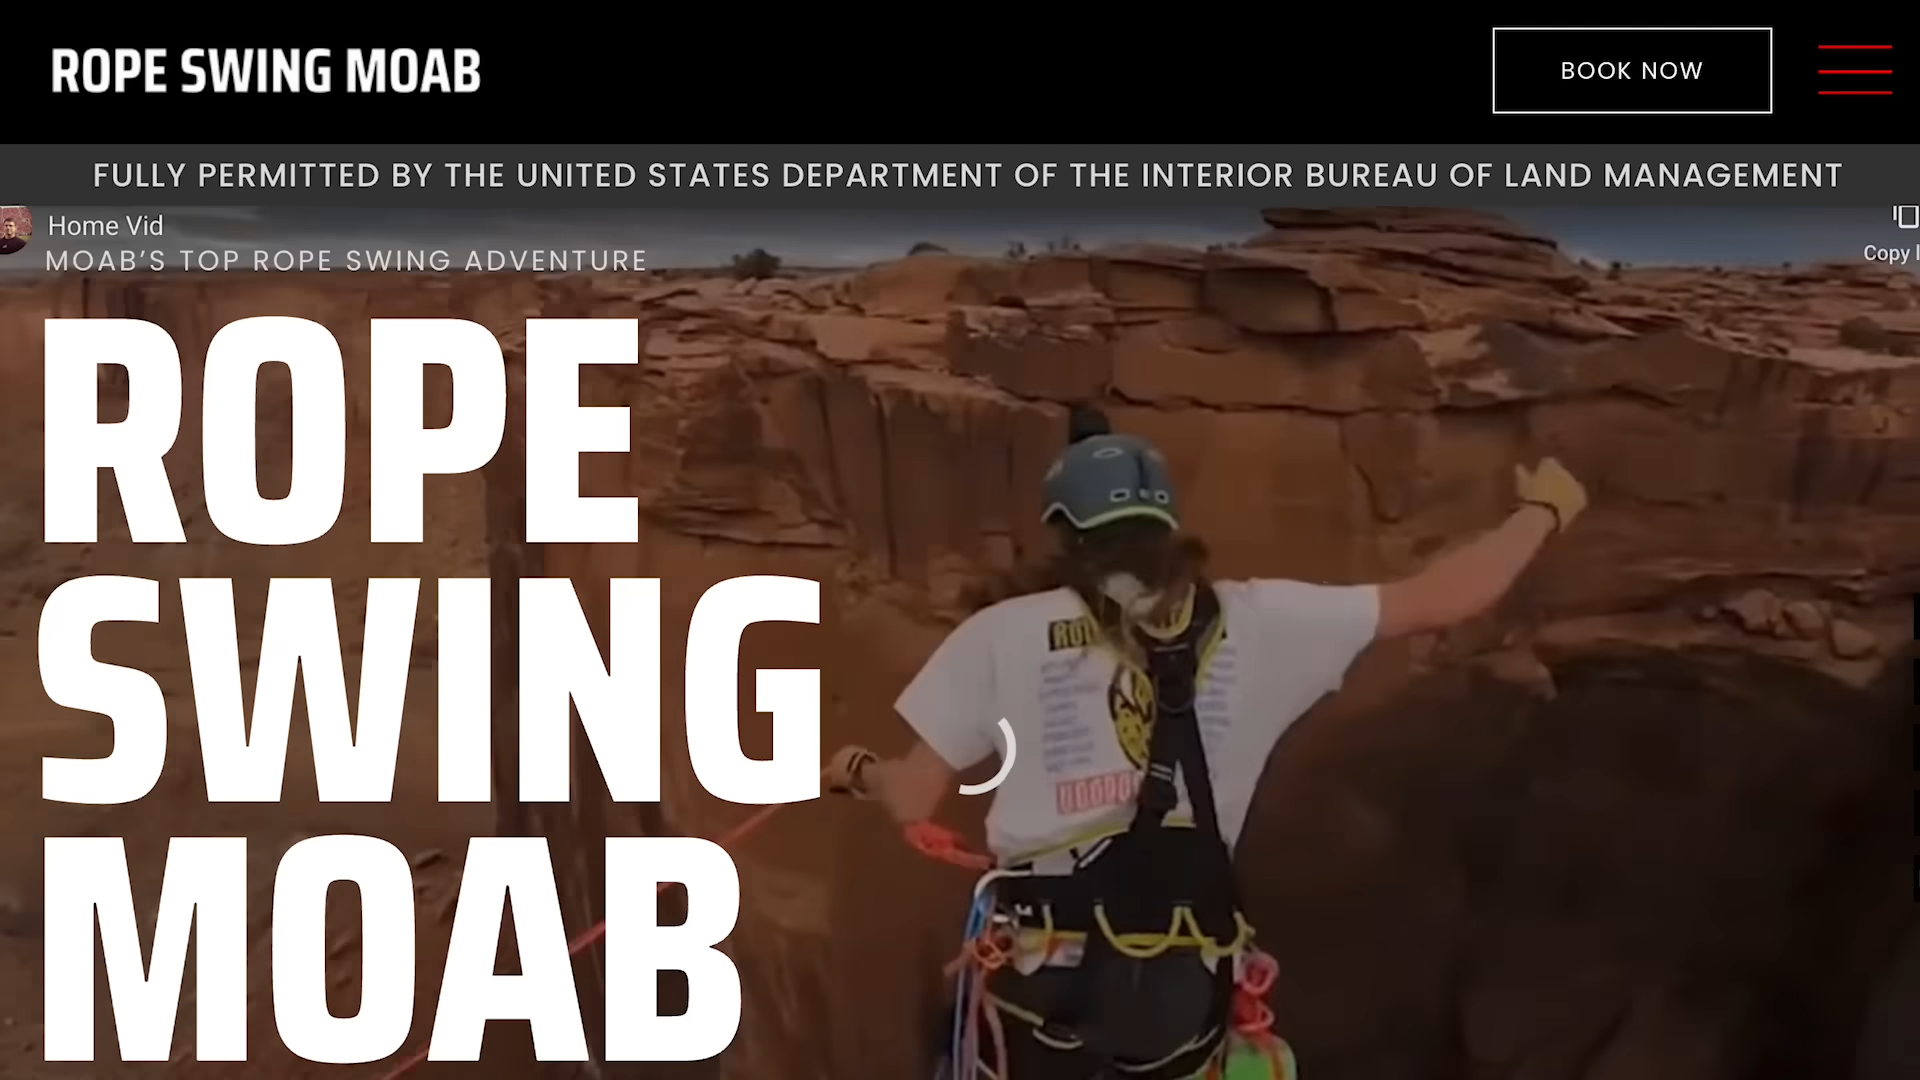 ROPE SWING MOAB
BOOK NOW
FULLY PERMITTED BY THE UNITED STATES DEPARTMENT OF THE INTERIOR BUREAU OF LAND MANAGEMENT
Home Vid
Copy
MOAB'S TOP ROPE SWING ADVENTURE
ROPE
SWING
MOAB